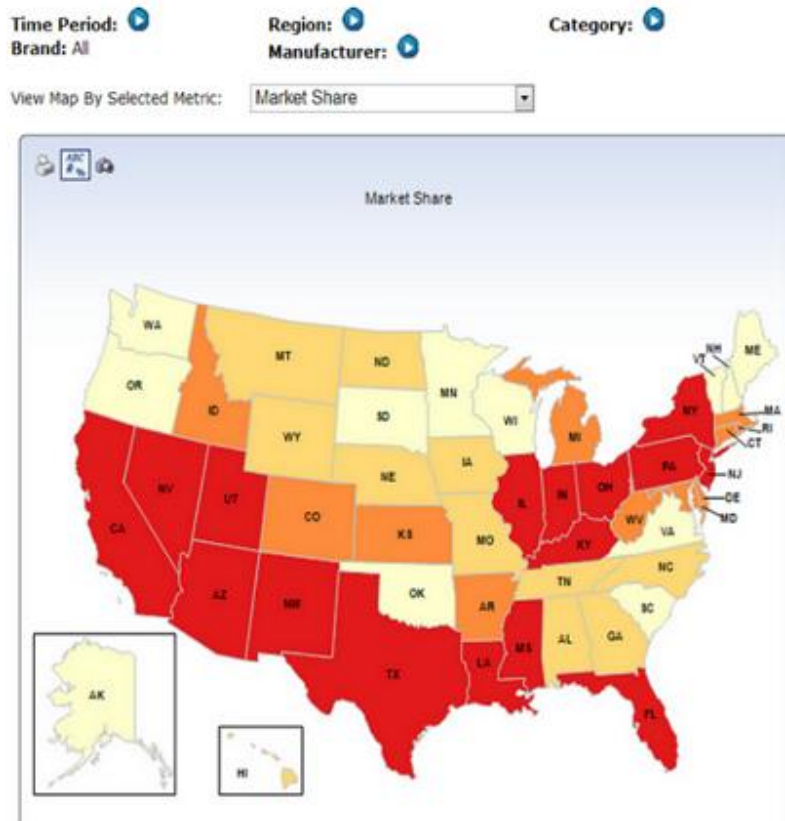 Time Period: Region: Category:
Brand: All Manufacturer:
View Map By Selected Metric: Market Share
ABC
Market Share
WA
MT
ND
MN
VT
NH
ME
OR
ID
SD
WI
NY
MA
WY
MI
RI
CT
NV
UT
NE
IA
IL
IN
OH
PA
NJ
CA
CO
KS
MO
WV
DE
MD
VA
KY
AZ
NM
OK
AR
TN
NC
SC
MS
AL
GA
TX
LA
FL
AK
HI